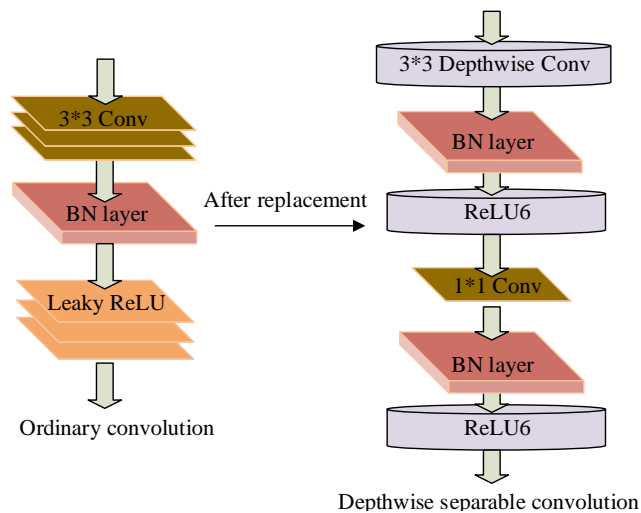 3*3 Conv
BN layer
Leaky ReLU
Ordinary convolution
After replacement
3*3 Depthwise Conv
BN layer
ReLU6
1*1 Conv
BN layer
ReLU6
Depthwise separable convolution